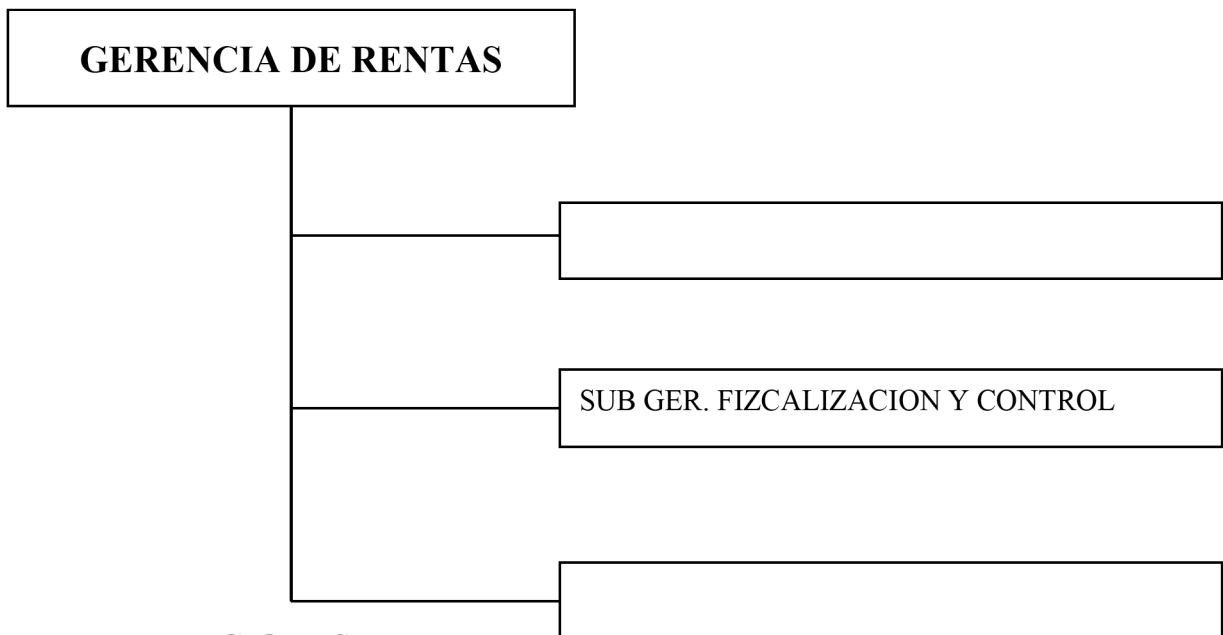 GERENCIA DE RENTAS
SUB GER. FIZCALIZACION Y CONTROL